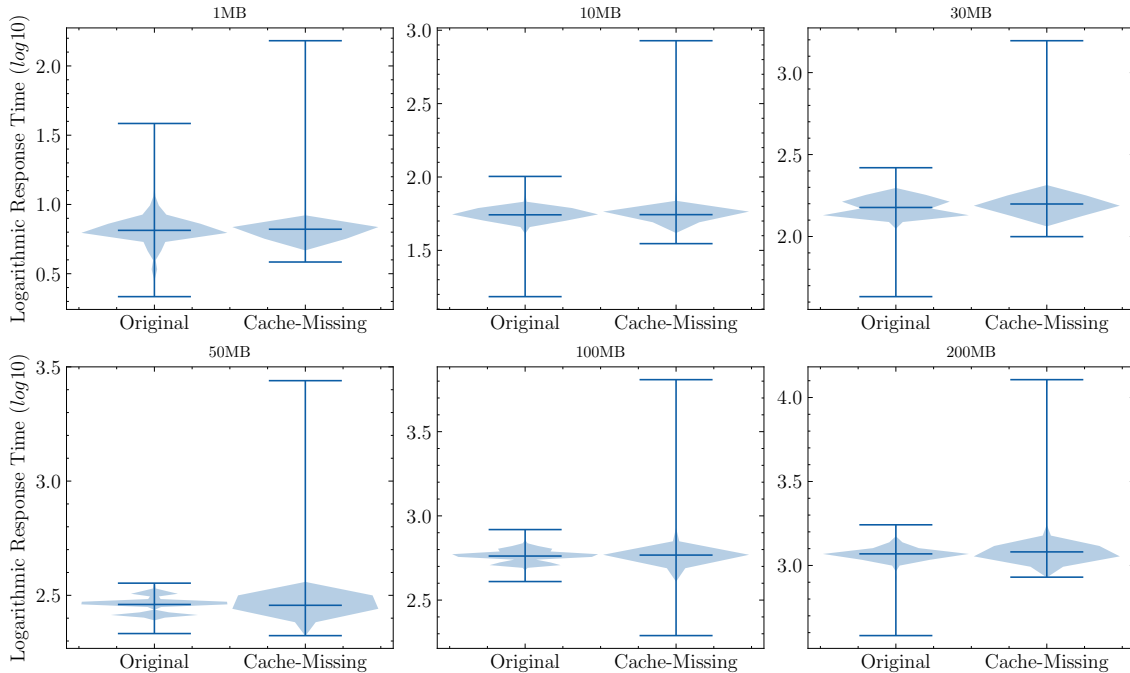 1MB
10MB
30MB
Logarithmic Response Time (log10)
2.0
1.5
1.0
0.5
Original
Cache-Missing
3.0
2.5
2.0
1.5
Original
Cache-Missing
3.0
2.5
2.0
Original
Cache-Missing
50MB
100MB
200MB
Logarithmic Response Time (log10)
3.5
3.0
2.5
Original
Cache-Missing
3.5
3.0
2.5
Original
Cache-Missing
4.0
3.5
3.0
Original
Cache-Missing